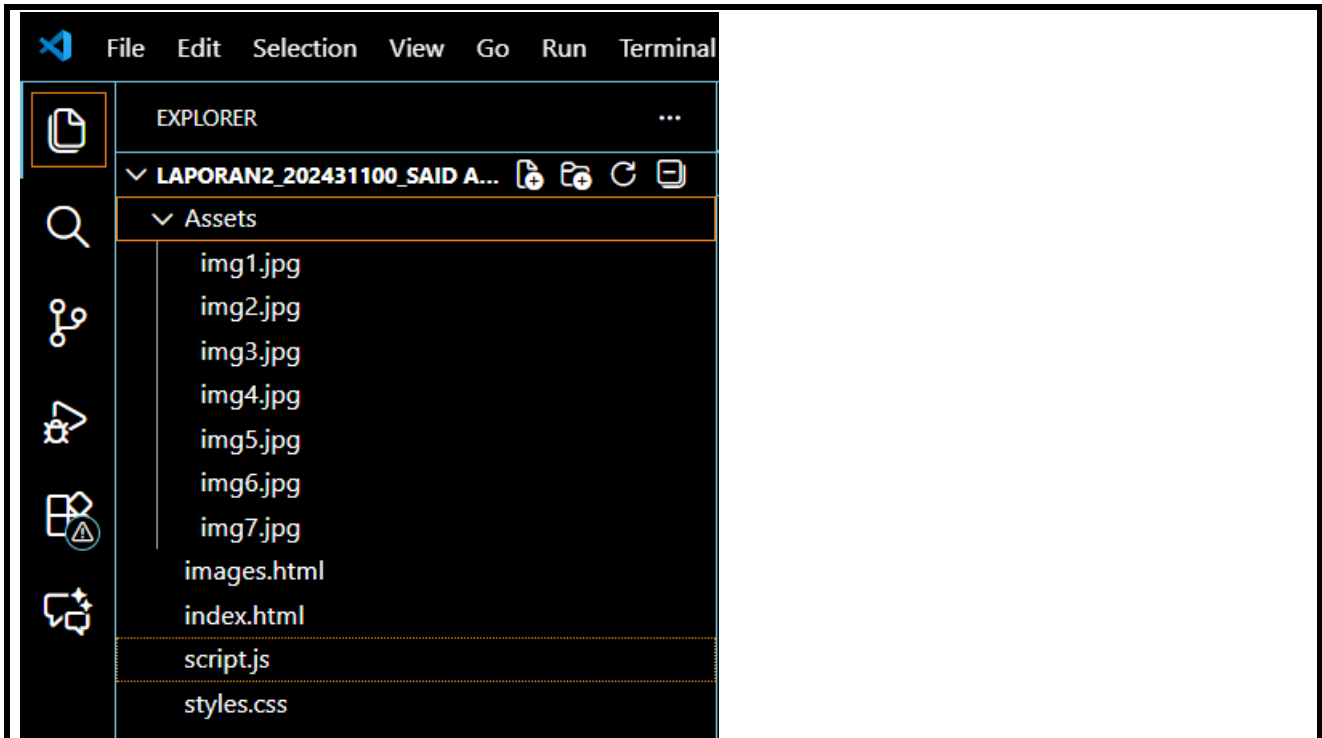 File Edit Selection View Go Run Terminal
EXPLORER ...
LAPORAN2_202431100_SAID A...
Assets
img1.jpg
img2.jpg
img3.jpg
img4.jpg
img5.jpg
img6.jpg
img7.jpg
images.html
index.html
script.js
styles.css